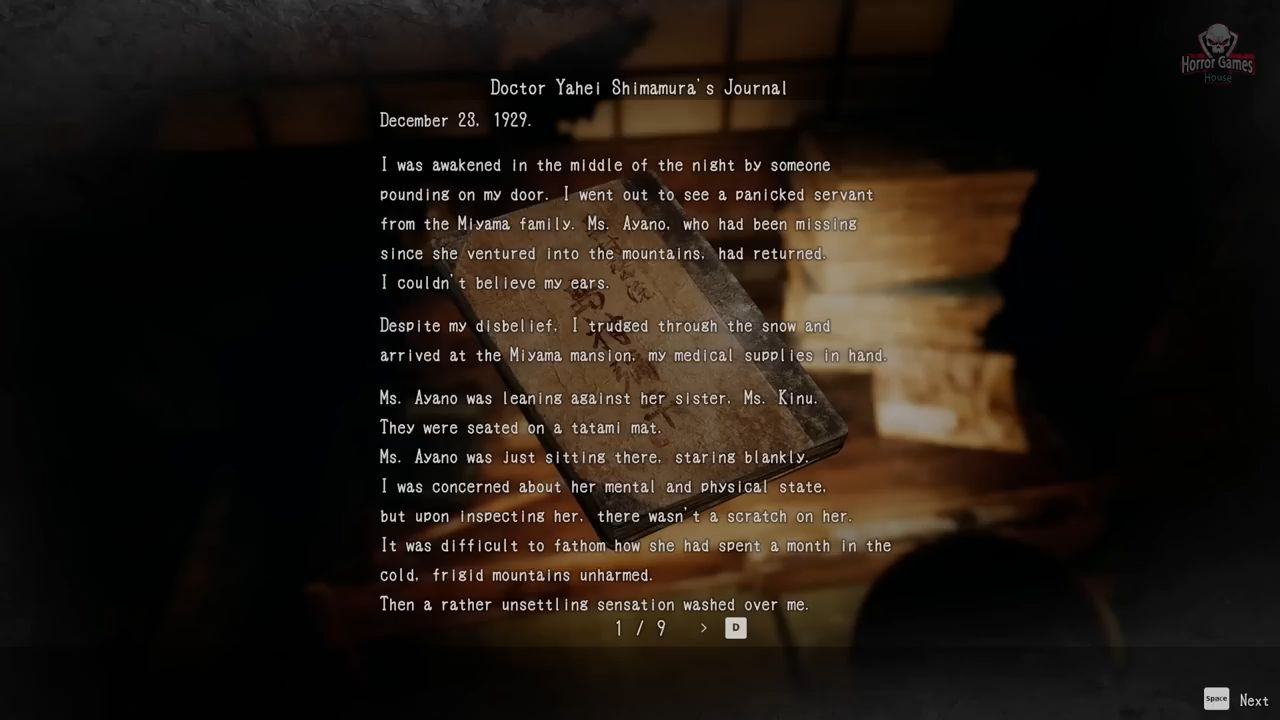 Horror Games
House
Doctor Yahei Shimamura's Journal
December 23, 1929.
I was awakened in the middle of the night by someone
pounding on my door. I went out to see a panicked servant
from the Miyama family. Ms. Ayano, who had been missing
since she ventured into the mountains, had returned.
I couldn't believe my ears.
Despite my disbelief, I trudged through the snow and
arrived at the Miyama mansion, my medical supplies in hand.
Ms. Ayano was leaning against her sister, Ms. Kinu.
They were seated on a tatami mat.
Ms. Ayano was just sitting there, staring blankly.
I was concerned about her mental and physical state,
but upon inspecting her, there wasn't a scratch on her.
It was difficult to fathom how she had spent a month in the
cold, frigid mountains unharmed.
Then a rather unsettling sensation washed over me.
1 / 9 > D
Space Next